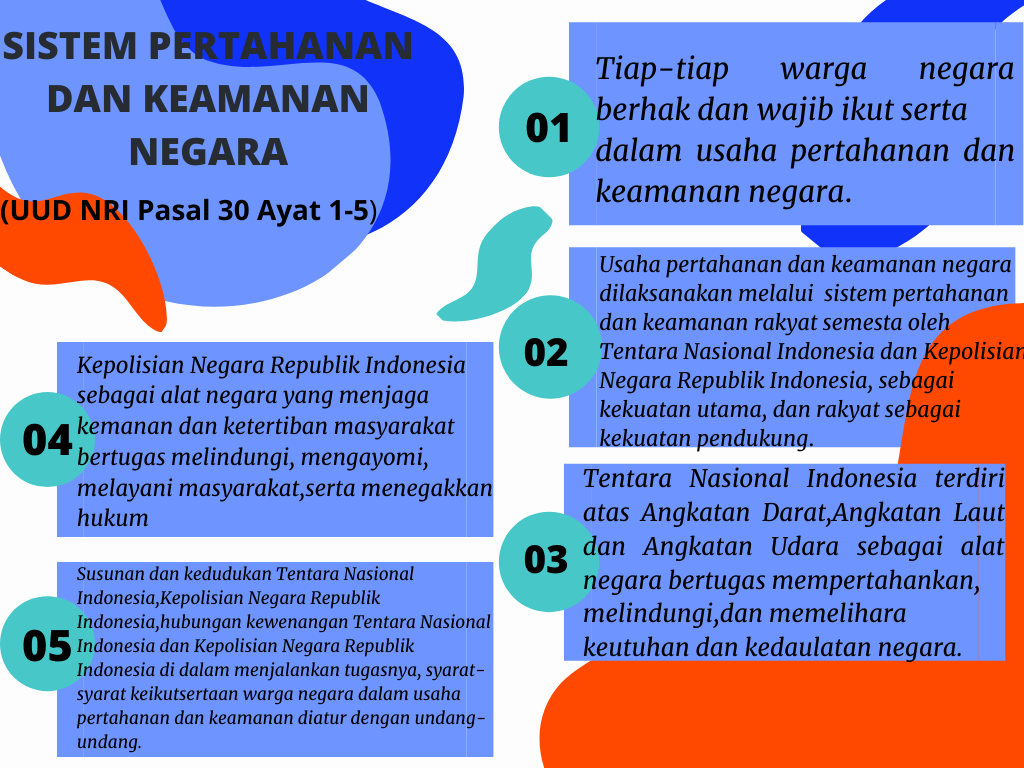 SISTEM PERTAHANAN
DAN KEAMANAN
NEGARA
(UUD NRI Pasal 30 Ayat 1-5)
01
Tiap-tiap warga negara
berhak dan wajib ikut serta
dalam usaha pertahanan dan
keamanan negara.
02
Usaha pertahanan dan keamanan negara
dilaksanakan melalui sistem pertahanan
dan keamanan rakyat semesta oleh
Tentara Nasional Indonesia dan Kepolisian
Negara Republik Indonesia, sebagai
kekuatan utama, dan rakyat sebagai
kekuatan pendukung.
03
Tentara Nasional Indonesia terdiri
atas Angkatan Darat,Angkatan Laut
dan Angkatan Udara sebagai alat
negara bertugas mempertahankan,
melindungi,dan memelihara
keutuhan dan kedaulatan negara.
04
Kepolisian Negara Republik Indonesia
sebagai alat negara yang menjaga
kemanan dan ketertiban masyarakat
bertugas melindungi, mengayomi,
melayani masyarakat,serta menegakkan
hukum
05
Susunan dan kedudukan Tentara Nasional
Indonesia,Kepolisian Negara Republik
Indonesia,hubungan kewenangan Tentara Nasional
Indonesia dan Kepolisian Negara Republik
Indonesia di dalam menjalankan tugasnya, syarat-
syarat keikutsertaan warga negara dalam usaha
pertahanan dan keamanan diatur dengan undang-
undang.